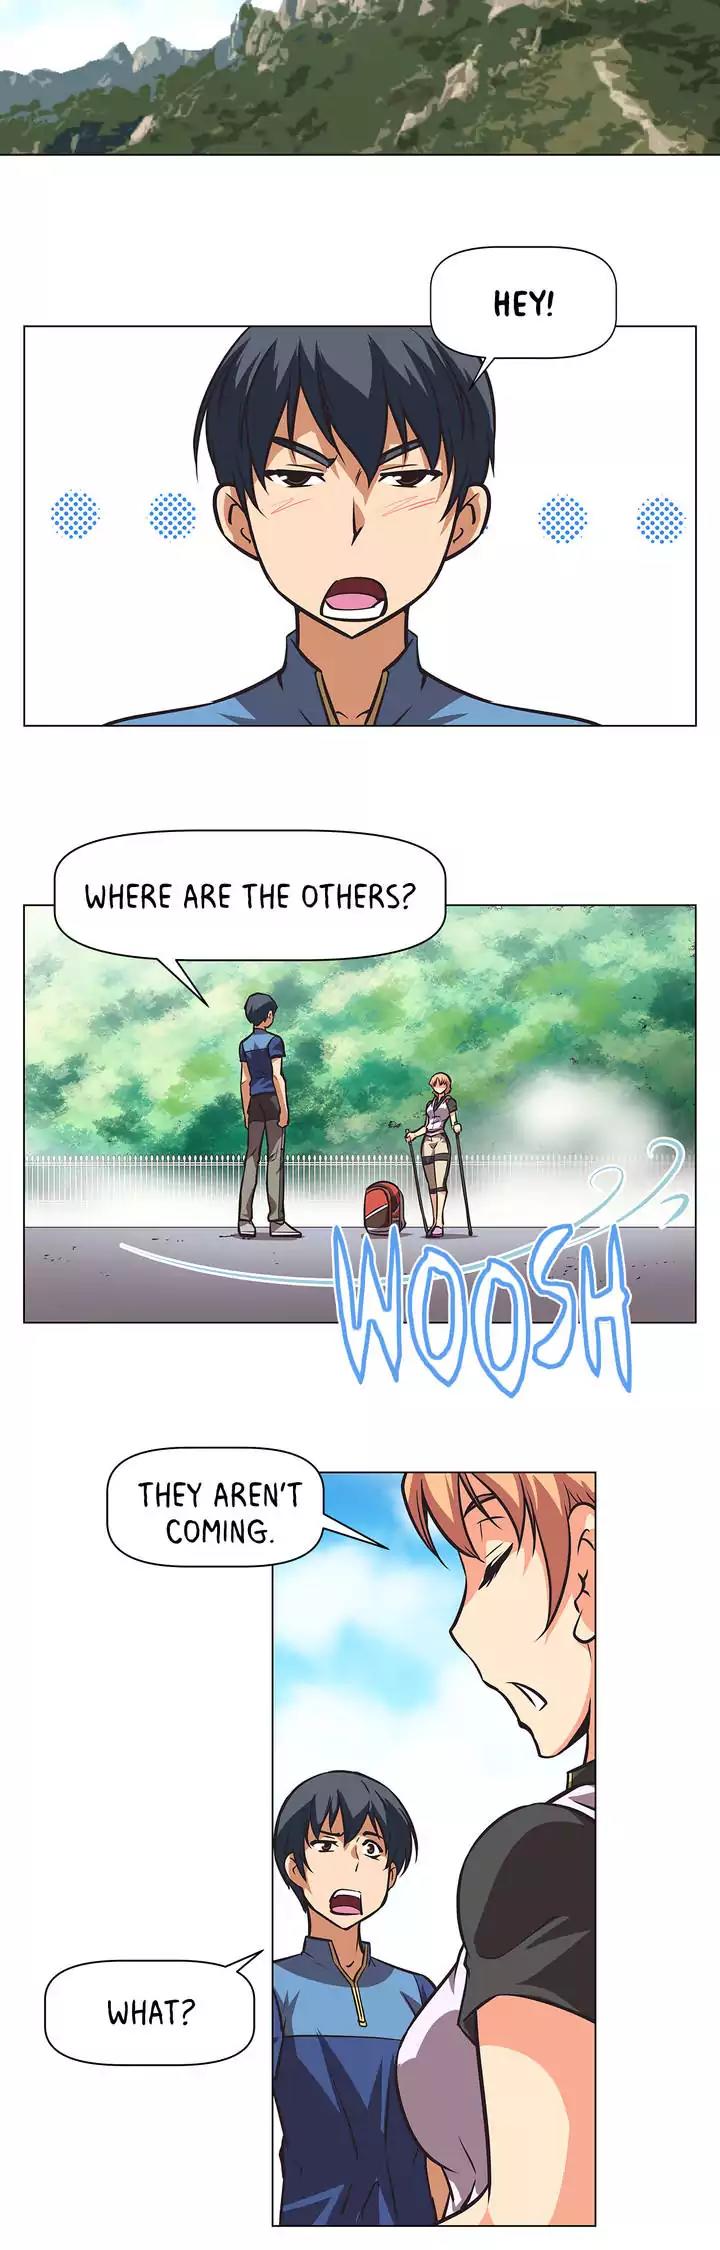 HEY!
WHERE ARE THE OTHERS?
WOOSH
THEY AREN'T
COMING.
WHAT?